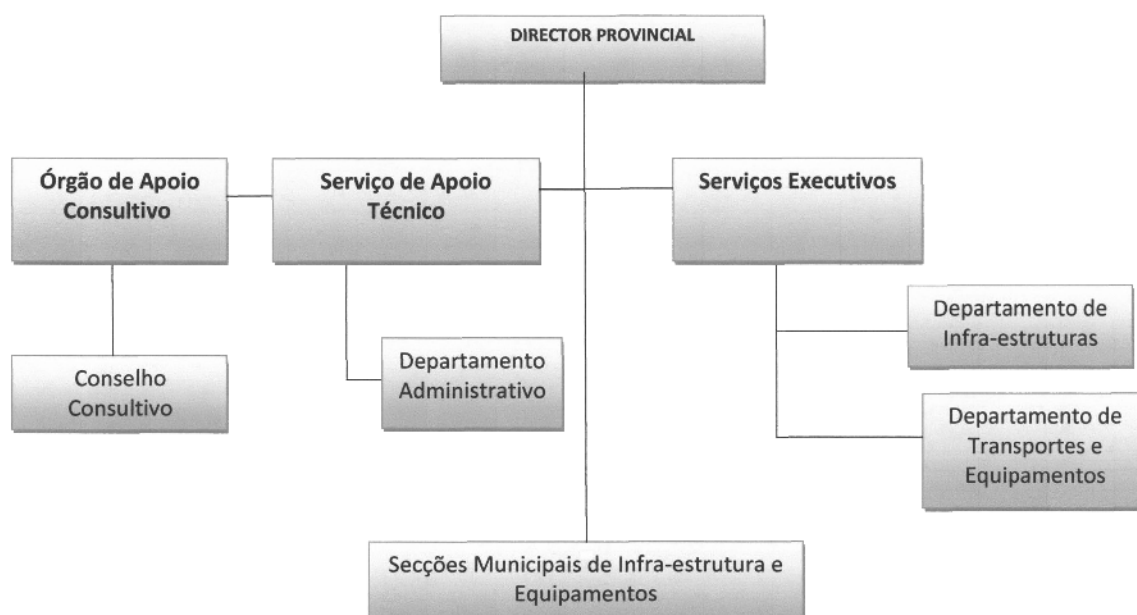 DIRECTOR PROVINCIAL
Órgão de Apoio
Consultivo
Serviço de Apoio
Técnico
Serviços Executivos
Departamento de
Infra-estruturas
Conselho
Consultivo
Departamento
Administrativo
Departamento de
Transportes e
Equipamentos
Secções Municipais de Infra-estrutura e
Equipamentos